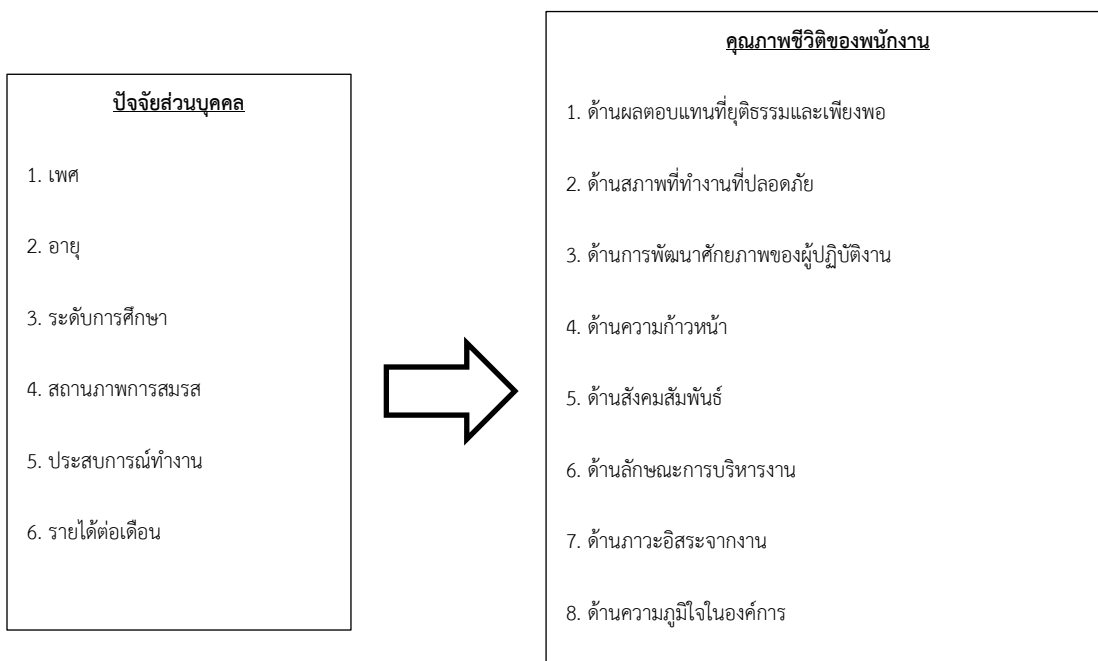 ปัจจัยส่วนบุคคล
1. เพศ
2. อายุ
3. ระดับการศึกษา
4. สถานภาพการสมรส
5. ประสบการณ์ทำงาน
6. รายได้ต่อเดือน
คุณภาพชีวิติของพนักงาน
1. ด้านผลตอบแทนที่ยุติธรรมและเพียงพอ
2. ด้านสภาพที่ทำงานที่ปลอดภัย
3. ด้านการพัฒนาศักยภาพของผู้ปฏิบัติงาน
4. ด้านความก้าวหน้า
5. ด้านสังคมสัมพันธ์
6. ด้านลักษณะการบริหารงาน
7. ด้านภาวะอิสระจากงาน
8. ด้านความภูมิใจในองค์การ